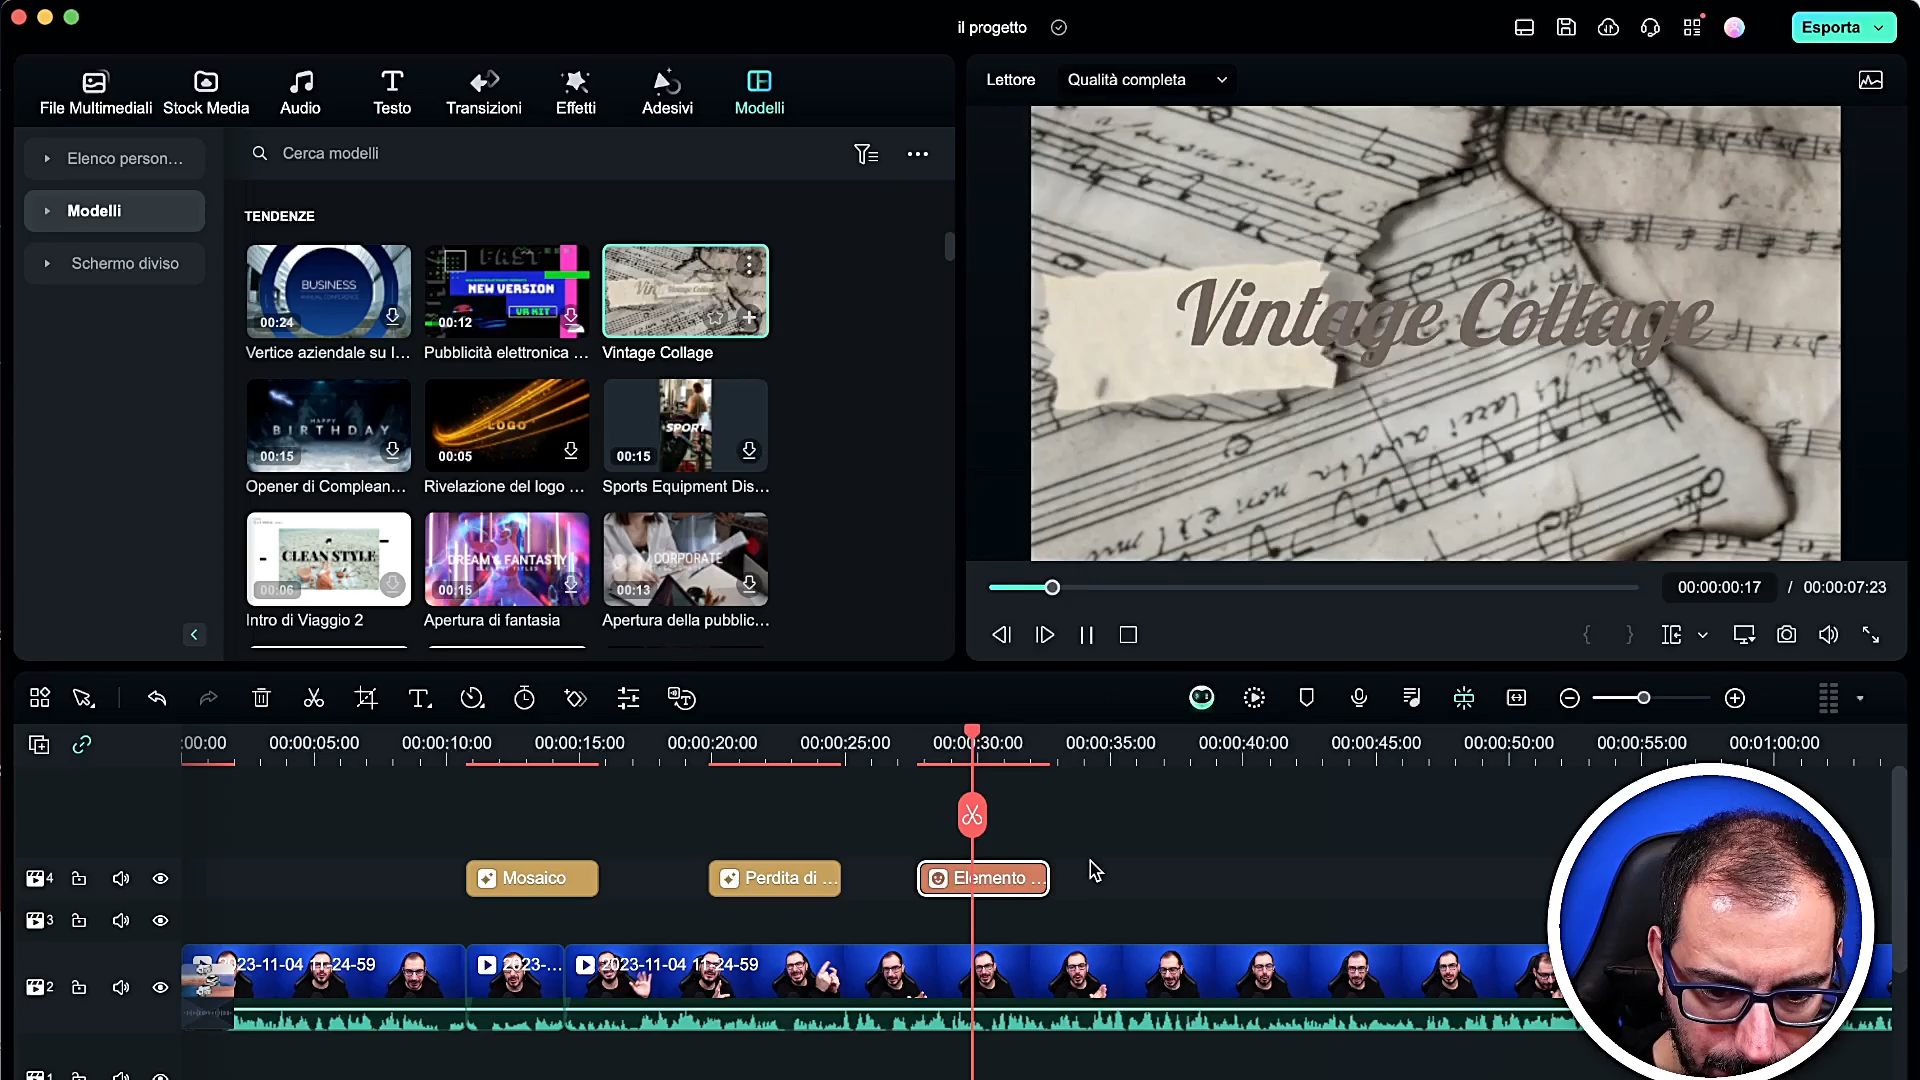 il progetto
Esporta
File Multimediali
Stock Media
Audio
Testo
Transizioni
Effetti
Adesivi
Modelli
Lettore
Qualità completa
Elenco person...
Modelli
Schermo diviso
Cerca modelli
TENDENZE
BUSINESS
ANNUAL CONFERENCE
00:24
FAST
NEW VERSION
VR KIT
00:12
Vertice aziendale su l...
Pubblicità elettronica ...
Vintage Collage
HAPPY
BIRTHDAY
00:15
LOGO
00:05
SPORT
00:15
Opener di Complean...
Rivelazione del logo ...
Sports Equipment Dis...
CLEAN STYLE
00:06
DREAM & FANTASTY
00:15
CORPORATE
00:13
Intro di Viaggio 2
Apertura di fantasia
Apertura della pubblic...
Vintage Collage
00:00:00:17 / 00:00:07:23
:00:00
00:00:05:00
00:00:10:00
00:00:15:00
00:00:20:00
00:00:25:00
00:00:30:00
00:00:35:00
00:00:40:00
00:00:45:00
00:00:50:00
00:00:55:00
00:01:00:00
4
Mosaico
Perdita di ...
Elemento ...
3
2023-11-04 11-24-59
2023-...
2023-11-04 11-24-59
2
1